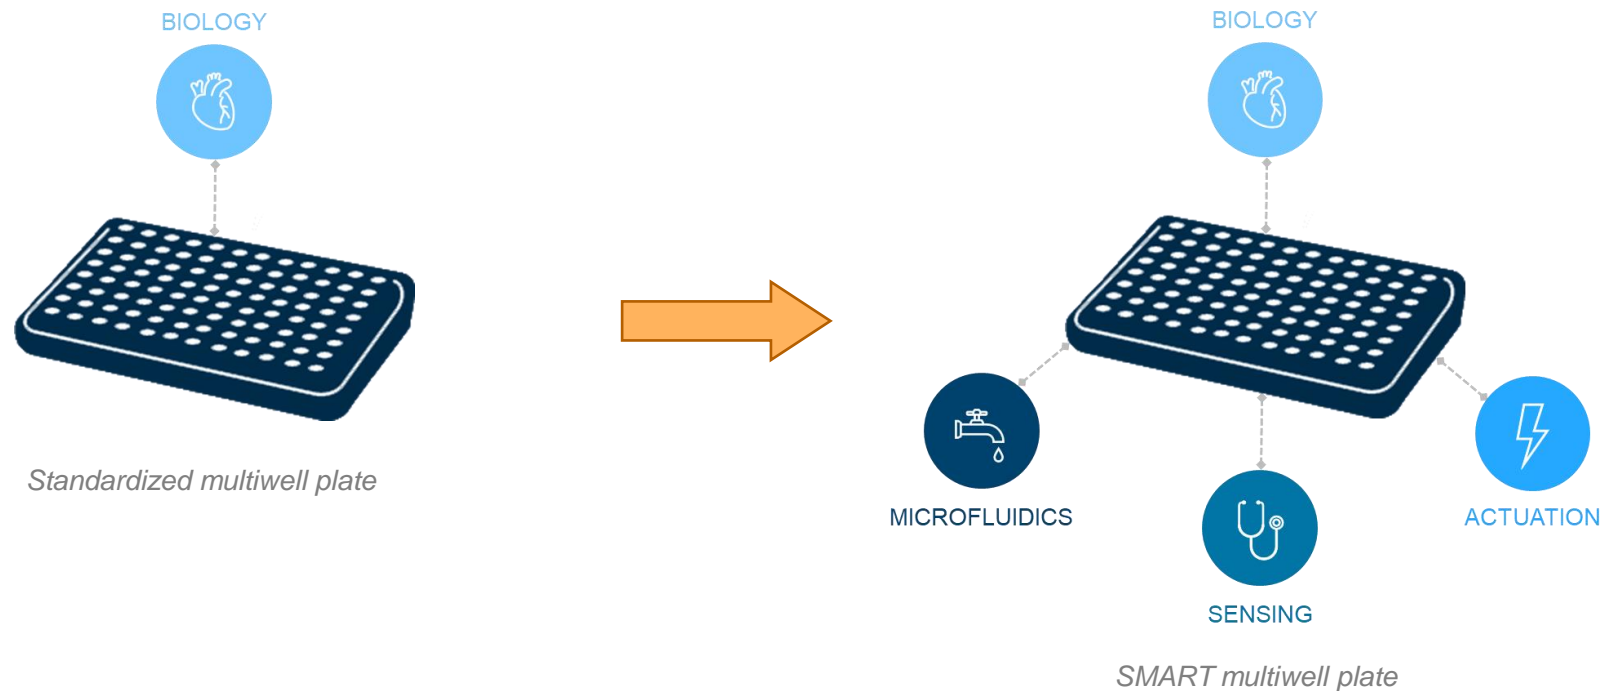 BIOLOGY
Standardized multiwell plate
BIOLOGY
MICROFLUIDICS
SENSING
ACTUATION
SMART multiwell plate